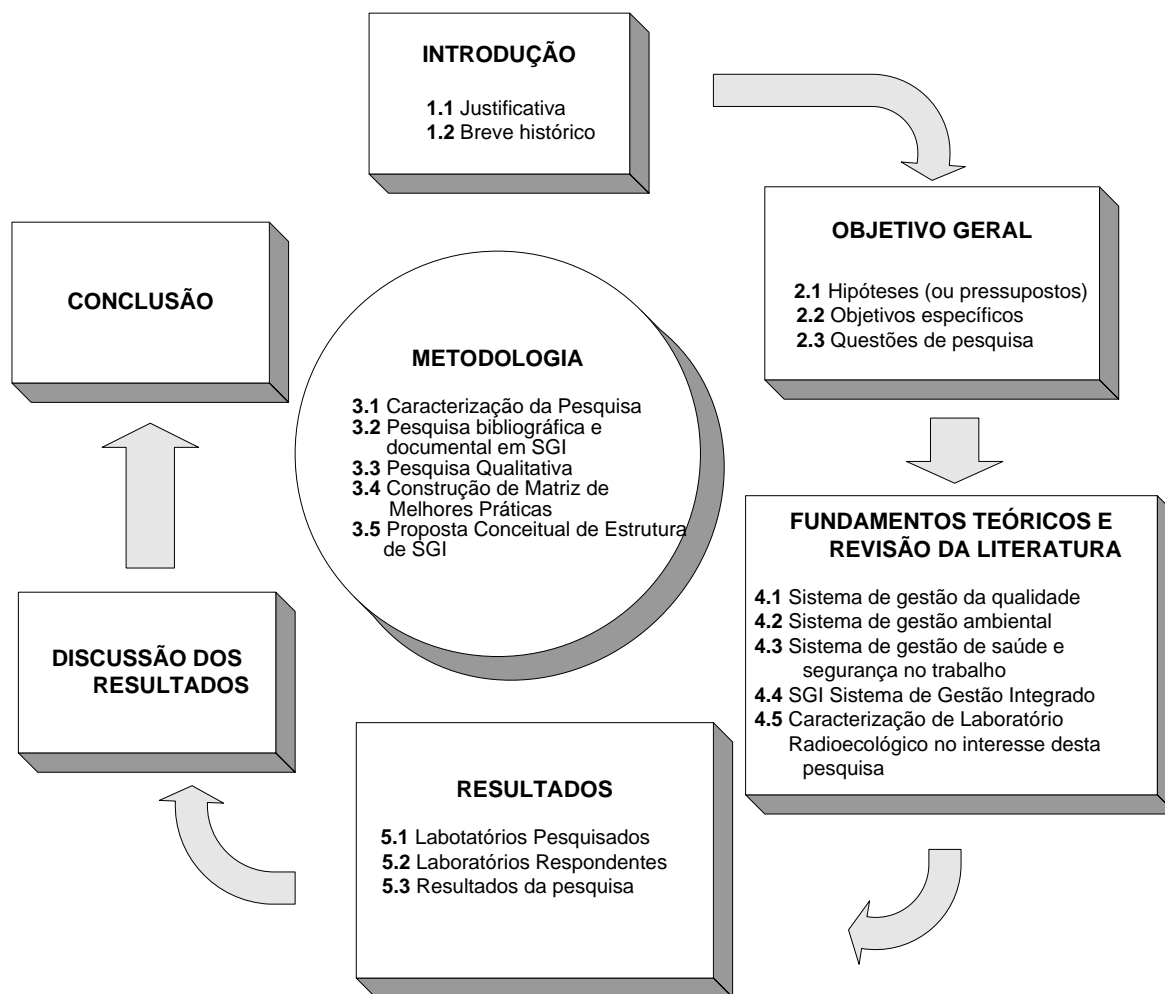 INTRODUÇÃO
1.1 Justificativa
1.2 Breve histórico
OBJETIVO GERAL
2.1 Hipóteses (ou pressupostos)
2.2 Objetivos específicos
2.3 Questões de pesquisa
METODOLOGIA
3.1 Caracterização da Pesquisa
3.2 Pesquisa bibliográfica e
documental em SGI
3.3 Pesquisa Qualitativa
3.4 Construção de Matriz de
Melhores Práticas
3.5 Proposta Conceitual de Estrutura
de SGI
FUNDAMENTOS TEÓRICOS E
REVISÃO DA LITERATURA
4.1 Sistema de gestão da qualidade
4.2 Sistema de gestão ambiental
4.3 Sistema de gestão de saúde e
segurança no trabalho
4.4 SGI Sistema de Gestão Integrado
4.5 Caracterização de Laboratório
Radioecológico no interesse desta
pesquisa
RESULTADOS
5.1 Labotatórios Pesquisados
5.2 Laboratórios Respondentes
5.3 Resultados da pesquisa
DISCUSSÃO DOS
RESULTADOS
CONCLUSÃO